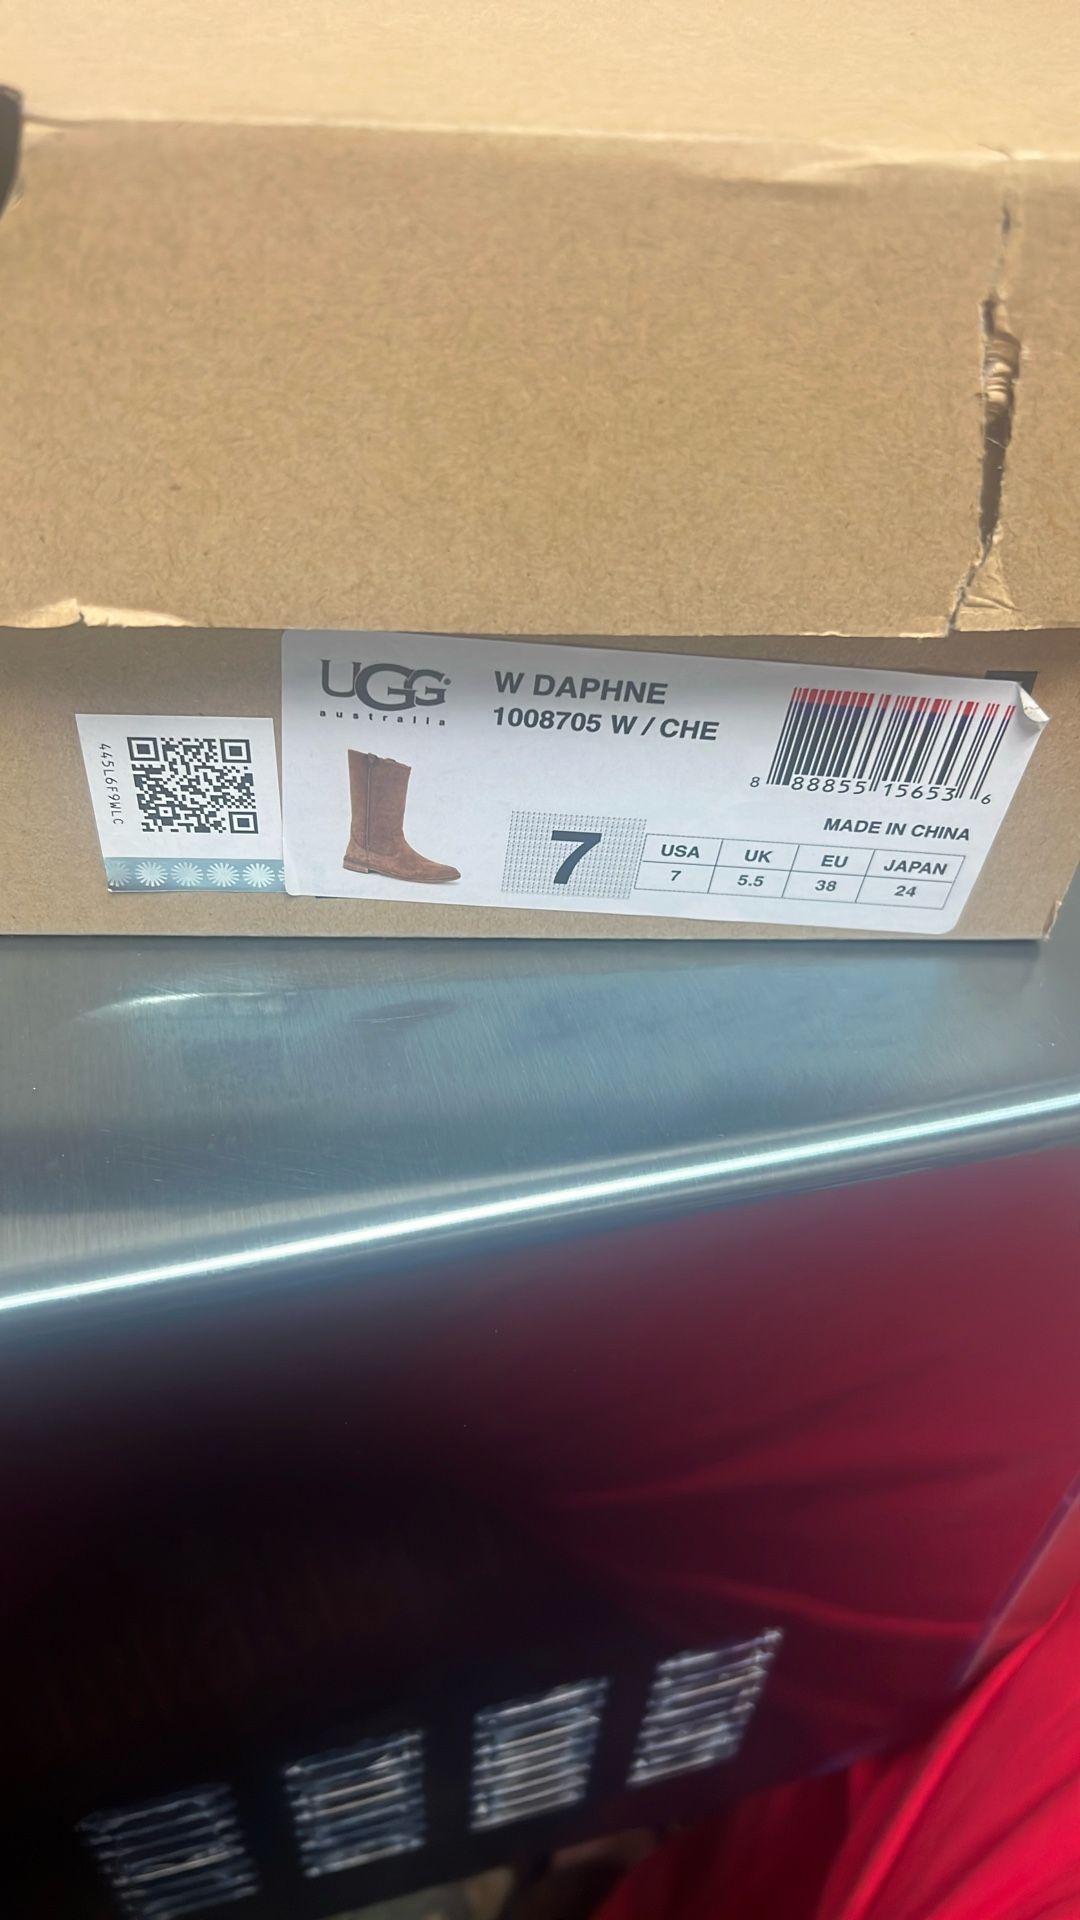 445L6F9WLC
UGG
australia
W DAPHNE
1008705 W / CHE
8 88855 15653 6
MADE IN CHINA
7
USA UK EU JAPAN
7 5.5 38 24